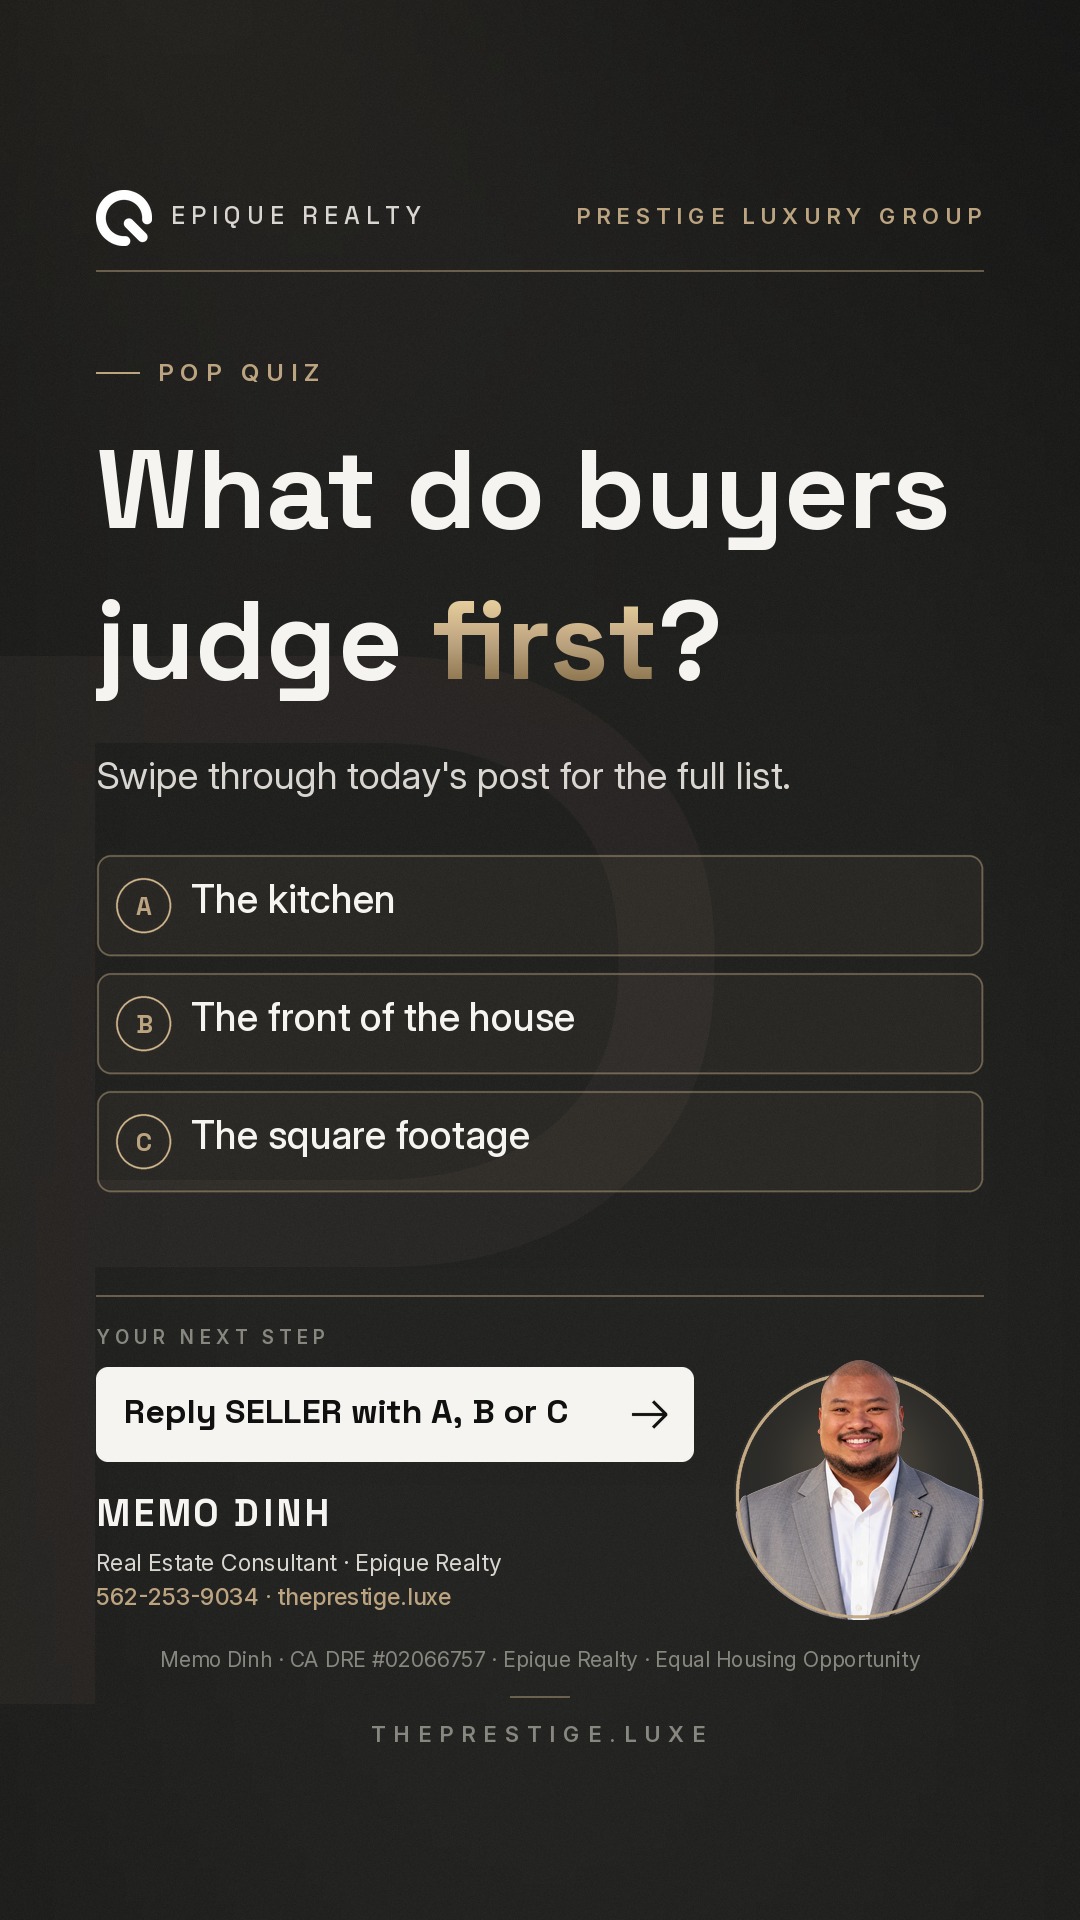 EPIQUE REALTY
PRESTIGE LUXURY GROUP
POP QUIZ
What do buyers
judge first?
Swipe through today's post for the full list.
A The kitchen
B The front of the house
C The square footage
YOUR NEXT STEP
Reply SELLER with A, B or C
MEMO DINH
Real Estate Consultant · Epique Realty
562-253-9034 · theprestige.luxe
Memo Dinh · CA DRE #02066757 · Epique Realty · Equal Housing Opportunity
THEPRESTIGE.LUXE